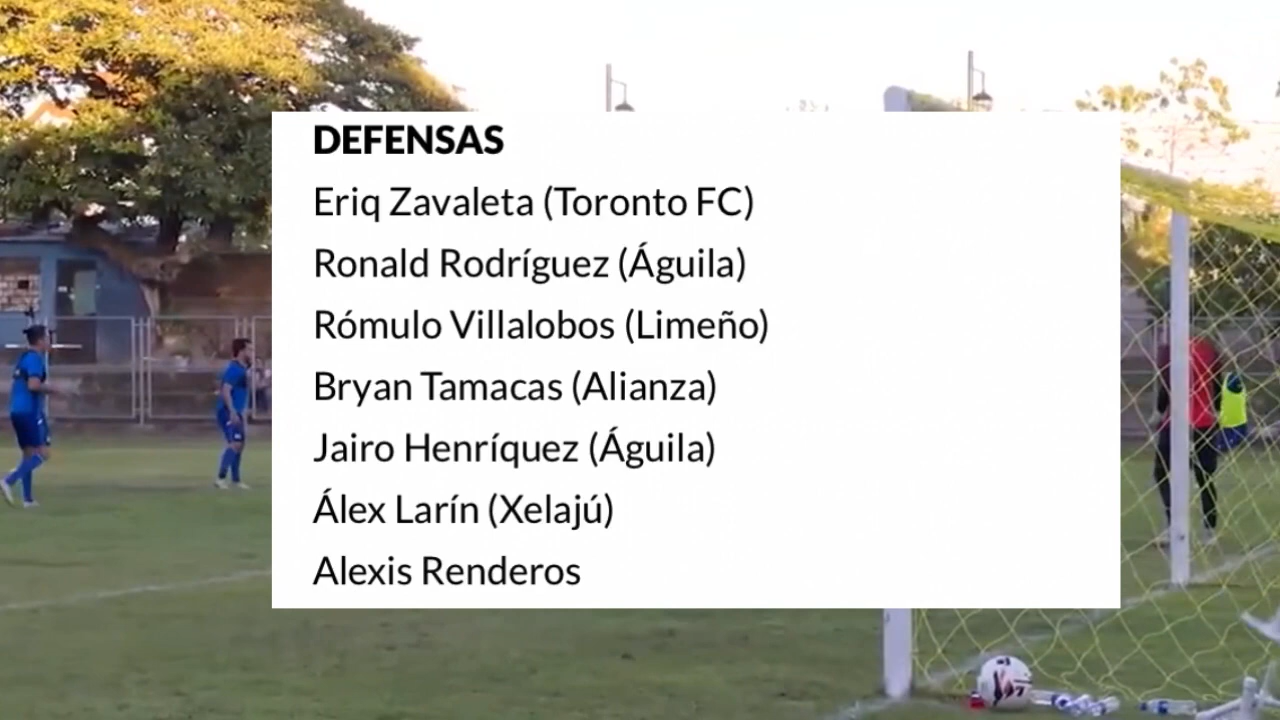 DEFENSAS
Eriq Zavaleta (Toronto FC)
Ronald Rodríguez (Águila)
Rómulo Villalobos (Limeño)
Bryan Tamacas (Alianza)
Jairo Henríquez (Águila)
Álex Larín (Xelajú)
Alexis Renderos